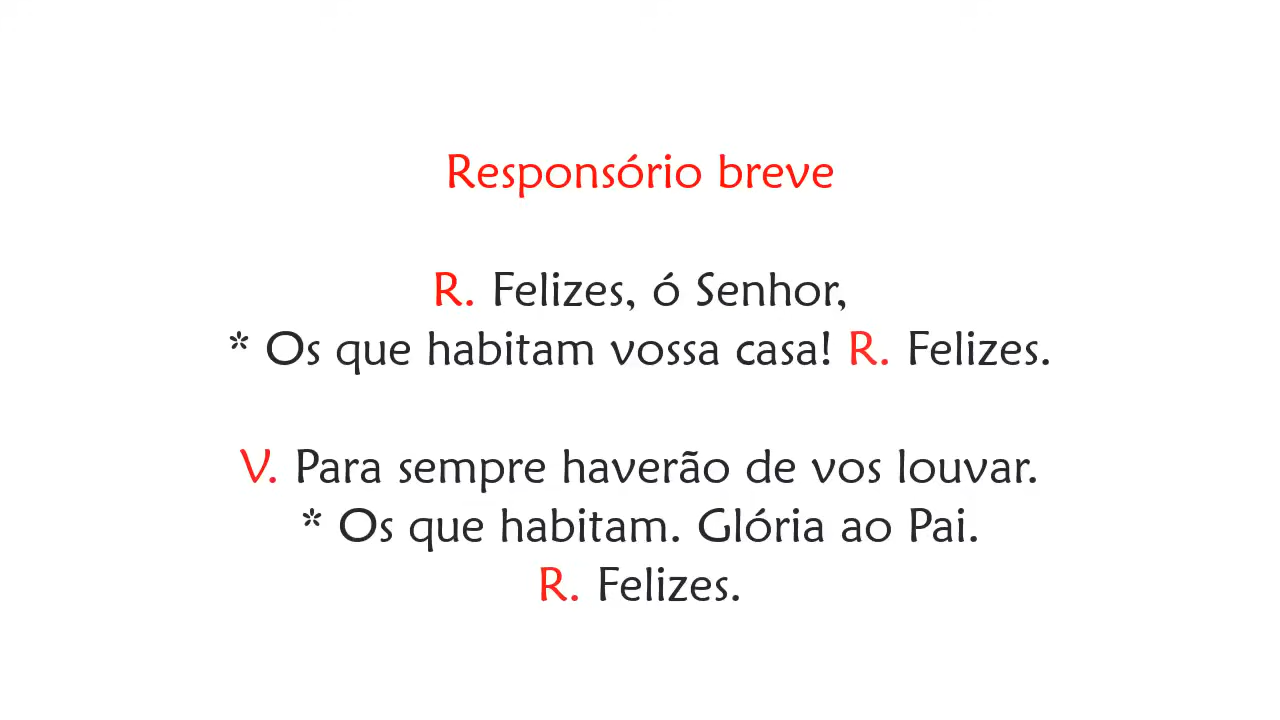 Responsório breve
R. Felizes, ó Senhor,
* Os que habitam vossa casa! R. Felizes.
V. Para sempre haverão de vos louvar.
* Os que habitam. Glória ao Pai.
R. Felizes.